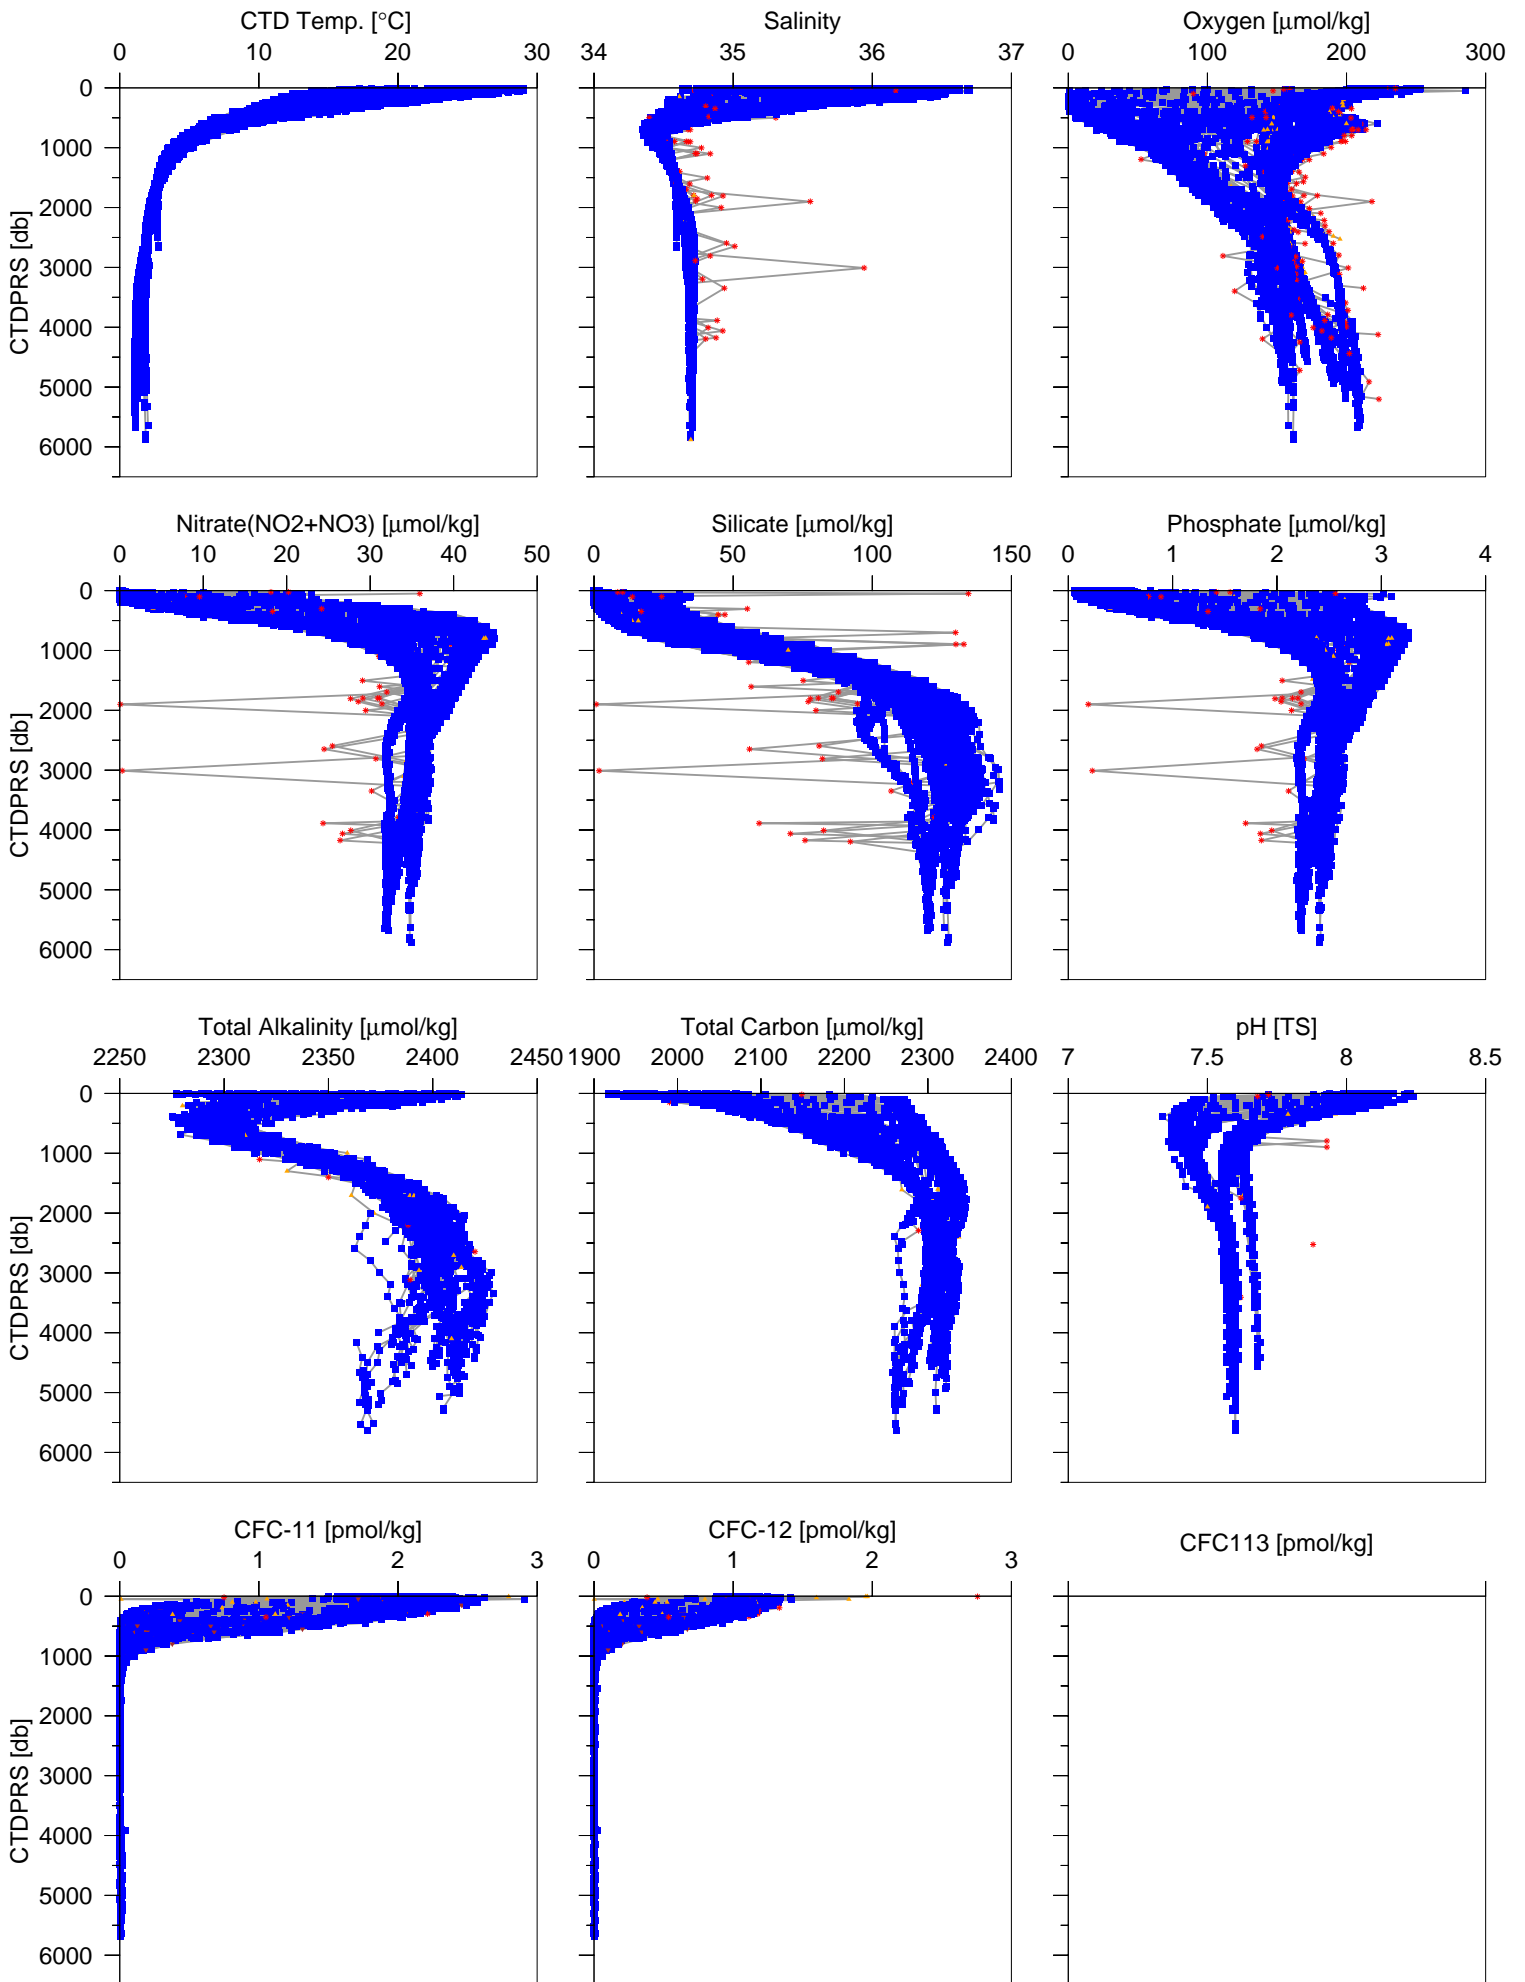 CTD Temp. [°C] Salinity Oxygen [μmol/kg]
0 10 20 30 34 35 36 37 0 100 200 300
0
1000
2000
3000
4000
5000
6000
CTDPRS [db]
Nitrate(NO2+NO3) [μmol/kg] Silicate [μmol/kg] Phosphate [μmol/kg]
0 10 20 30 40 50 0 50 100 150 0 1 2 3 4
0
1000
2000
3000
4000
5000
6000
CTDPRS [db]
Total Alkalinity [μmol/kg] Total Carbon [μmol/kg] pH [TS]
2250 2300 2350 2400 2450 1900 2000 2100 2200 2300 2400 7 7.5 8 8.5
0
1000
2000
3000
4000
5000
6000
CTDPRS [db]
CFC-11 [pmol/kg] CFC-12 [pmol/kg] CFC113 [pmol/kg]
0 1 2 3 0 1 2 3
0
1000
2000
3000
4000
5000
6000
CTDPRS [db]